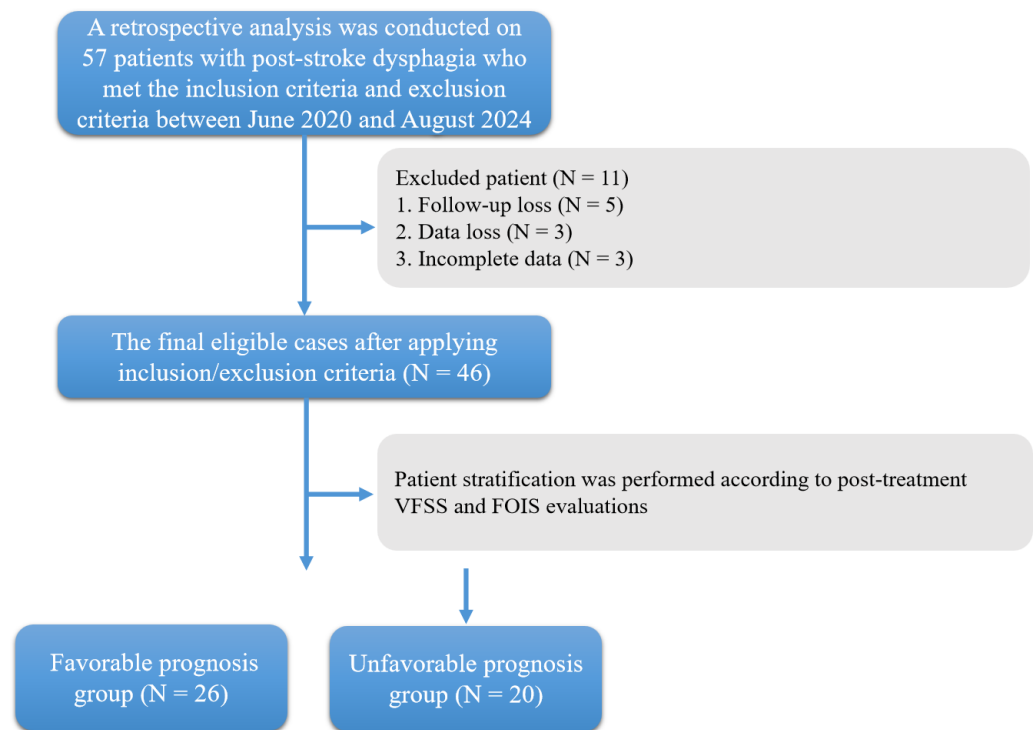 A retrospective analysis was conducted on
57 patients with post-stroke dysphagia who
met the inclusion criteria and exclusion
criteria between June 2020 and August 2024
Excluded patient (N = 11)
1. Follow-up loss (N = 5)
2. Data loss (N = 3)
3. Incomplete data (N = 3)
The final eligible cases after applying
inclusion/exclusion criteria (N = 46)
Patient stratification was performed according to post-treatment
VFSS and FOIS evaluations
Favorable prognosis
group (N = 26)
Unfavorable prognosis
group (N = 20)